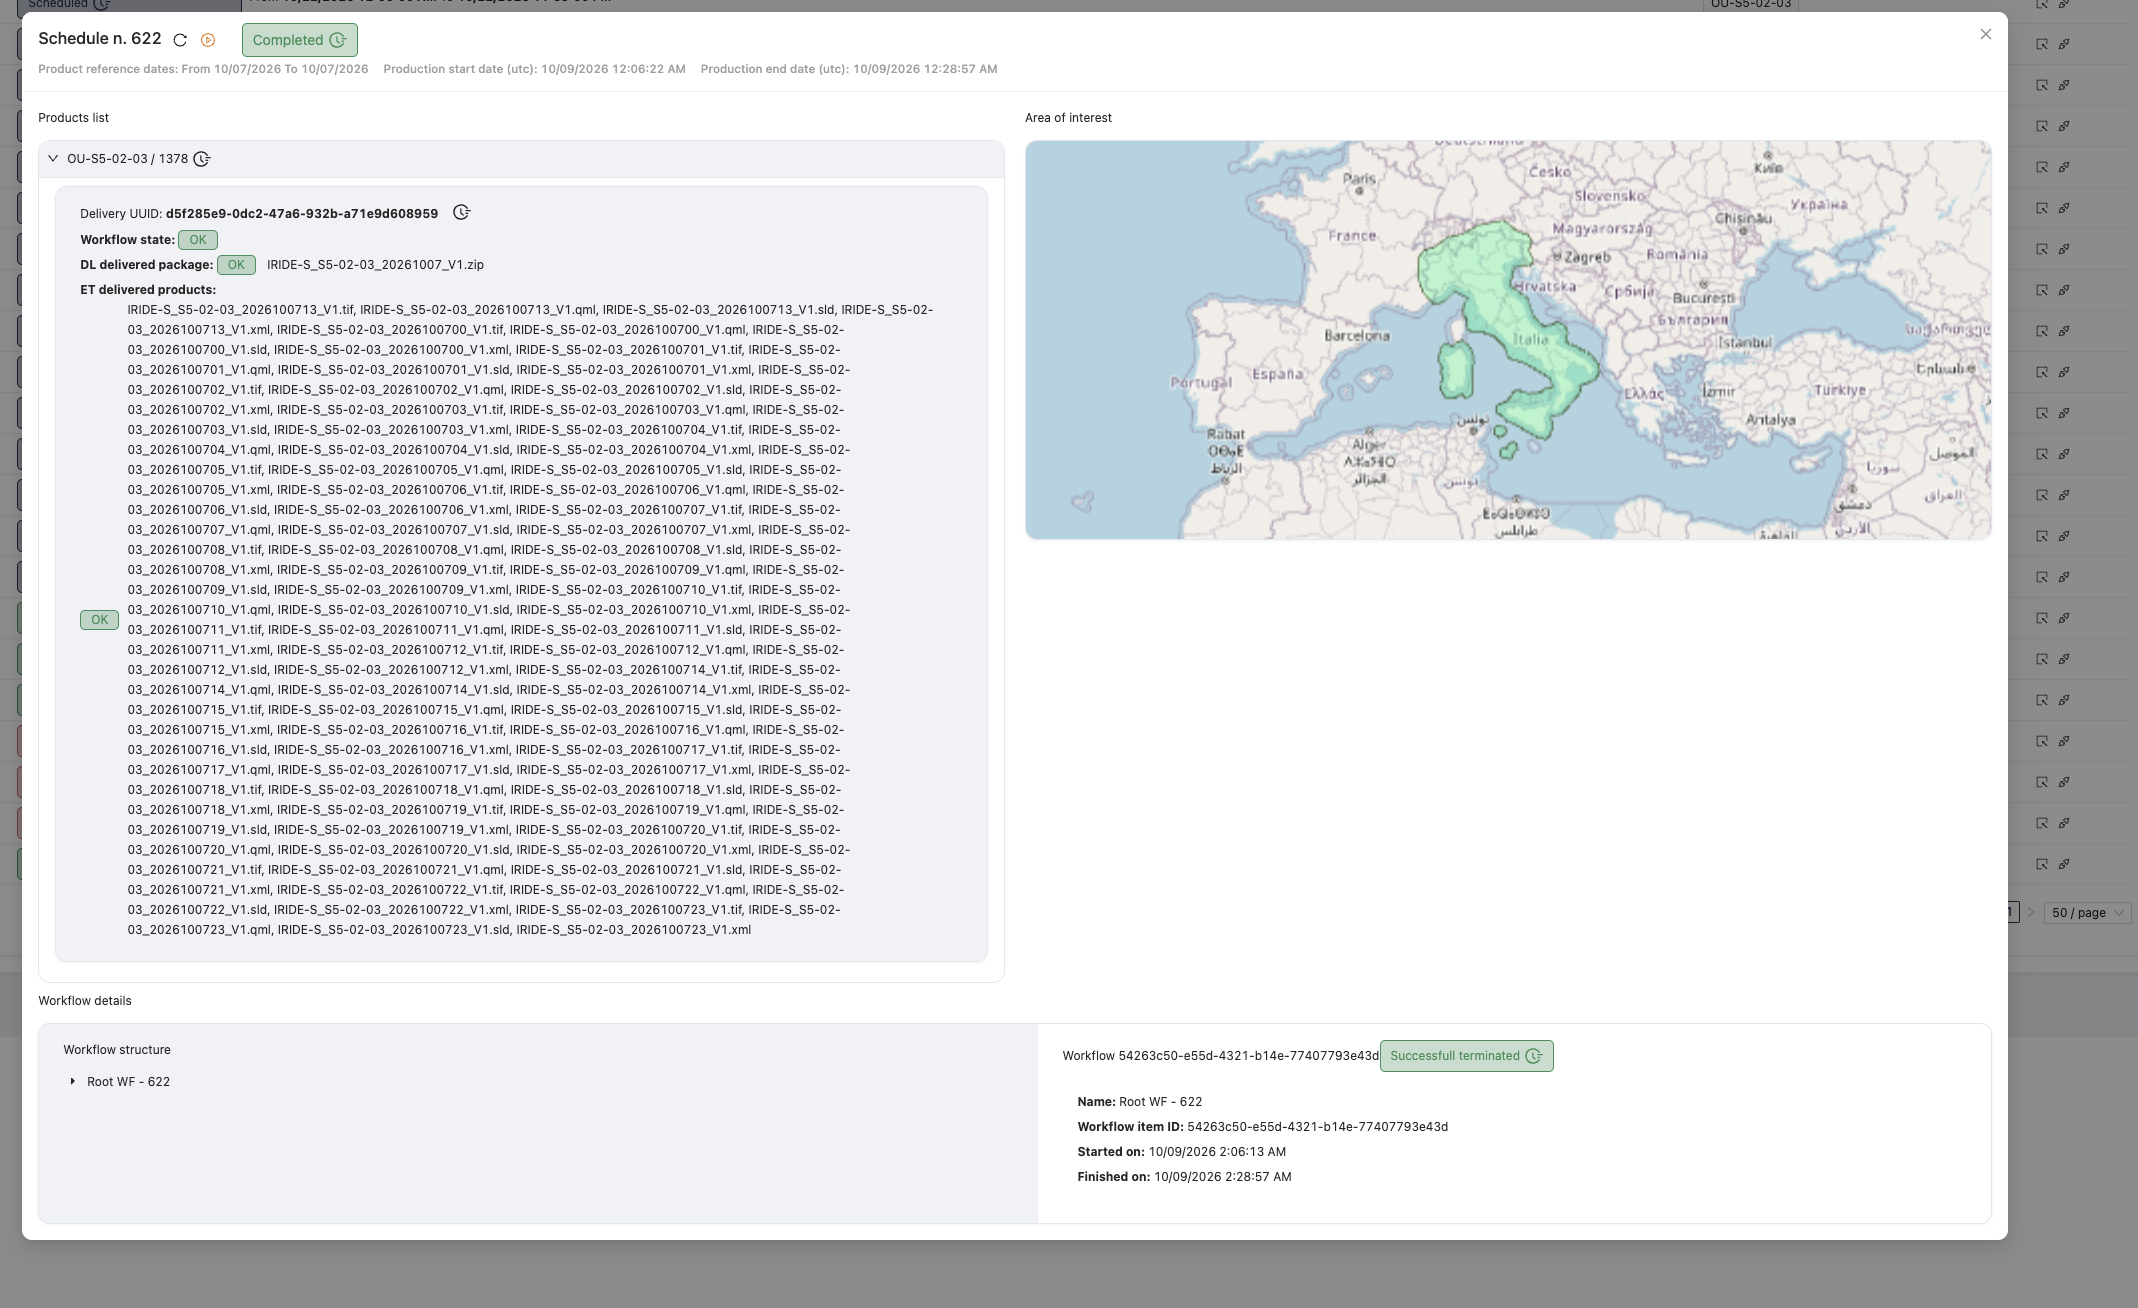 Scheduled
OU-S5-02-03
Schedule n. 622
Completed
Product reference dates: From 10/07/2026 To 10/07/2026 Production start date (utc): 10/09/2026 12:06:22 AM Production end date (utc): 10/09/2026 12:28:57 AM
Products list
OU-S5-02-03 / 1378
Delivery UUID: d5f285e9-0dc2-47a6-932b-a71e9d608959
Workflow state: OK
DL delivered package: OK IRIDE-S_S5-02-03_20261007_V1.zip
ET delivered products:
IRIDE-S_S5-02-03_2026100713_V1.tif, IRIDE-S_S5-02-03_2026100713_V1.qml, IRIDE-S_S5-02-03_2026100713_V1.sld, IRIDE-S_S5-02-
03_2026100713_V1.xml, IRIDE-S_S5-02-03_2026100700_V1.tif, IRIDE-S_S5-02-03_2026100700_V1.qml, IRIDE-S_S5-02-
03_2026100700_V1.sld, IRIDE-S_S5-02-03_2026100700_V1.xml, IRIDE-S_S5-02-03_2026100701_V1.tif, IRIDE-S_S5-02-
03_2026100701_V1.qml, IRIDE-S_S5-02-03_2026100701_V1.sld, IRIDE-S_S5-02-03_2026100701_V1.xml, IRIDE-S_S5-02-
03_2026100702_V1.tif, IRIDE-S_S5-02-03_2026100702_V1.qml, IRIDE-S_S5-02-03_2026100702_V1.sld, IRIDE-S_S5-02-
03_2026100702_V1.xml, IRIDE-S_S5-02-03_2026100703_V1.tif, IRIDE-S_S5-02-03_2026100703_V1.qml, IRIDE-S_S5-02-
03_2026100703_V1.sld, IRIDE-S_S5-02-03_2026100703_V1.xml, IRIDE-S_S5-02-03_2026100704_V1.tif, IRIDE-S_S5-02-
03_2026100704_V1.qml, IRIDE-S_S5-02-03_2026100704_V1.sld, IRIDE-S_S5-02-03_2026100704_V1.xml, IRIDE-S_S5-02-
03_2026100705_V1.tif, IRIDE-S_S5-02-03_2026100705_V1.qml, IRIDE-S_S5-02-03_2026100705_V1.sld, IRIDE-S_S5-02-
03_2026100705_V1.xml, IRIDE-S_S5-02-03_2026100706_V1.tif, IRIDE-S_S5-02-03_2026100706_V1.qml, IRIDE-S_S5-02-
03_2026100706_V1.sld, IRIDE-S_S5-02-03_2026100706_V1.xml, IRIDE-S_S5-02-03_2026100707_V1.tif, IRIDE-S_S5-02-
03_2026100707_V1.qml, IRIDE-S_S5-02-03_2026100707_V1.sld, IRIDE-S_S5-02-03_2026100707_V1.xml, IRIDE-S_S5-02-
03_2026100708_V1.tif, IRIDE-S_S5-02-03_2026100708_V1.qml, IRIDE-S_S5-02-03_2026100708_V1.sld, IRIDE-S_S5-02-
03_2026100708_V1.xml, IRIDE-S_S5-02-03_2026100709_V1.tif, IRIDE-S_S5-02-03_2026100709_V1.qml, IRIDE-S_S5-02-
03_2026100709_V1.sld, IRIDE-S_S5-02-03_2026100709_V1.xml, IRIDE-S_S5-02-03_2026100710_V1.tif, IRIDE-S_S5-02-
03_2026100710_V1.qml, IRIDE-S_S5-02-03_2026100710_V1.sld, IRIDE-S_S5-02-03_2026100710_V1.xml, IRIDE-S_S5-02-
OK
03_2026100711_V1.tif, IRIDE-S_S5-02-03_2026100711_V1.qml, IRIDE-S_S5-02-03_2026100711_V1.sld, IRIDE-S_S5-02-
03_2026100711_V1.xml, IRIDE-S_S5-02-03_2026100712_V1.tif, IRIDE-S_S5-02-03_2026100712_V1.qml, IRIDE-S_S5-02-
03_2026100712_V1.sld, IRIDE-S_S5-02-03_2026100712_V1.xml, IRIDE-S_S5-02-03_2026100714_V1.tif, IRIDE-S_S5-02-
03_2026100714_V1.qml, IRIDE-S_S5-02-03_2026100714_V1.sld, IRIDE-S_S5-02-03_2026100714_V1.xml, IRIDE-S_S5-02-
03_2026100715_V1.tif, IRIDE-S_S5-02-03_2026100715_V1.qml, IRIDE-S_S5-02-03_2026100715_V1.sld, IRIDE-S_S5-02-
03_2026100715_V1.xml, IRIDE-S_S5-02-03_2026100716_V1.tif, IRIDE-S_S5-02-03_2026100716_V1.qml, IRIDE-S_S5-02-
03_2026100716_V1.sld, IRIDE-S_S5-02-03_2026100716_V1.xml, IRIDE-S_S5-02-03_2026100717_V1.tif, IRIDE-S_S5-02-
03_2026100717_V1.qml, IRIDE-S_S5-02-03_2026100717_V1.sld, IRIDE-S_S5-02-03_2026100717_V1.xml, IRIDE-S_S5-02-
03_2026100718_V1.tif, IRIDE-S_S5-02-03_2026100718_V1.qml, IRIDE-S_S5-02-03_2026100718_V1.sld, IRIDE-S_S5-02-
03_2026100718_V1.xml, IRIDE-S_S5-02-03_2026100719_V1.tif, IRIDE-S_S5-02-03_2026100719_V1.qml, IRIDE-S_S5-02-
03_2026100719_V1.sld, IRIDE-S_S5-02-03_2026100719_V1.xml, IRIDE-S_S5-02-03_2026100720_V1.tif, IRIDE-S_S5-02-
03_2026100720_V1.qml, IRIDE-S_S5-02-03_2026100720_V1.sld, IRIDE-S_S5-02-03_2026100720_V1.xml, IRIDE-S_S5-02-
03_2026100721_V1.tif, IRIDE-S_S5-02-03_2026100721_V1.qml, IRIDE-S_S5-02-03_2026100721_V1.sld, IRIDE-S_S5-02-
03_2026100721_V1.xml, IRIDE-S_S5-02-03_2026100722_V1.tif, IRIDE-S_S5-02-03_2026100722_V1.qml, IRIDE-S_S5-02-
03_2026100722_V1.sld, IRIDE-S_S5-02-03_2026100722_V1.xml, IRIDE-S_S5-02-03_2026100723_V1.tif, IRIDE-S_S5-02-
03_2026100723_V1.qml, IRIDE-S_S5-02-03_2026100723_V1.sld, IRIDE-S_S5-02-03_2026100723_V1.xml
Area of interest
Deutschland
Paris
Česko
Київ
Slovensko
Україна
Chișinău
France
Magyarország
Zagreb
România
Hrvatska
Србија
București
България
Barcelona
Italia
İstanbul
Portugal
España
Ελλάς
İzmir
Türkiye
Antalya
تونس
Rabat
الرباط
Alger
الجزائر
تونس
طرابلس
سوريا
الموصل
دمشق
العراق
الأردن
القاهرة
1
50 / page
Workflow details
Workflow structure
Root WF - 622
Workflow 54263c50-e55d-4321-b14e-77407793e43d Successfull terminated
Name: Root WF - 622
Workflow item ID: 54263c50-e55d-4321-b14e-77407793e43d
Started on: 10/09/2026 2:06:13 AM
Finished on: 10/09/2026 2:28:57 AM